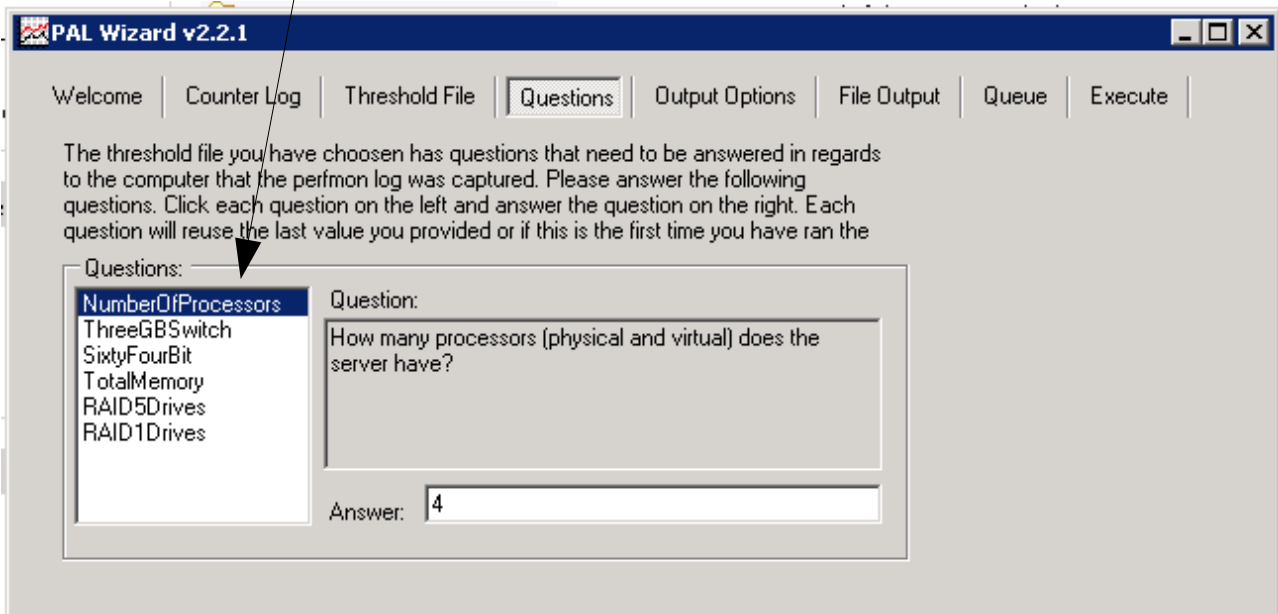 PAL Wizard v2.2.1
Welcome Counter Log Threshold File Questions Output Options File Output Queue Execute
The threshold file you have choosen has questions that need to be answered in regards
to the computer that the perfmon log was captured. Please answer the following
questions. Click each question on the left and answer the question on the right. Each
question will reuse the last value you provided or if this is the first time you have ran the
Questions:
NumberOfProcessors
ThreeGBSwitch
SixtyFourBit
TotalMemory
RAID5Drives
RAID1Drives
Question:
How many processors (physical and virtual) does the
server have?
Answer: 4